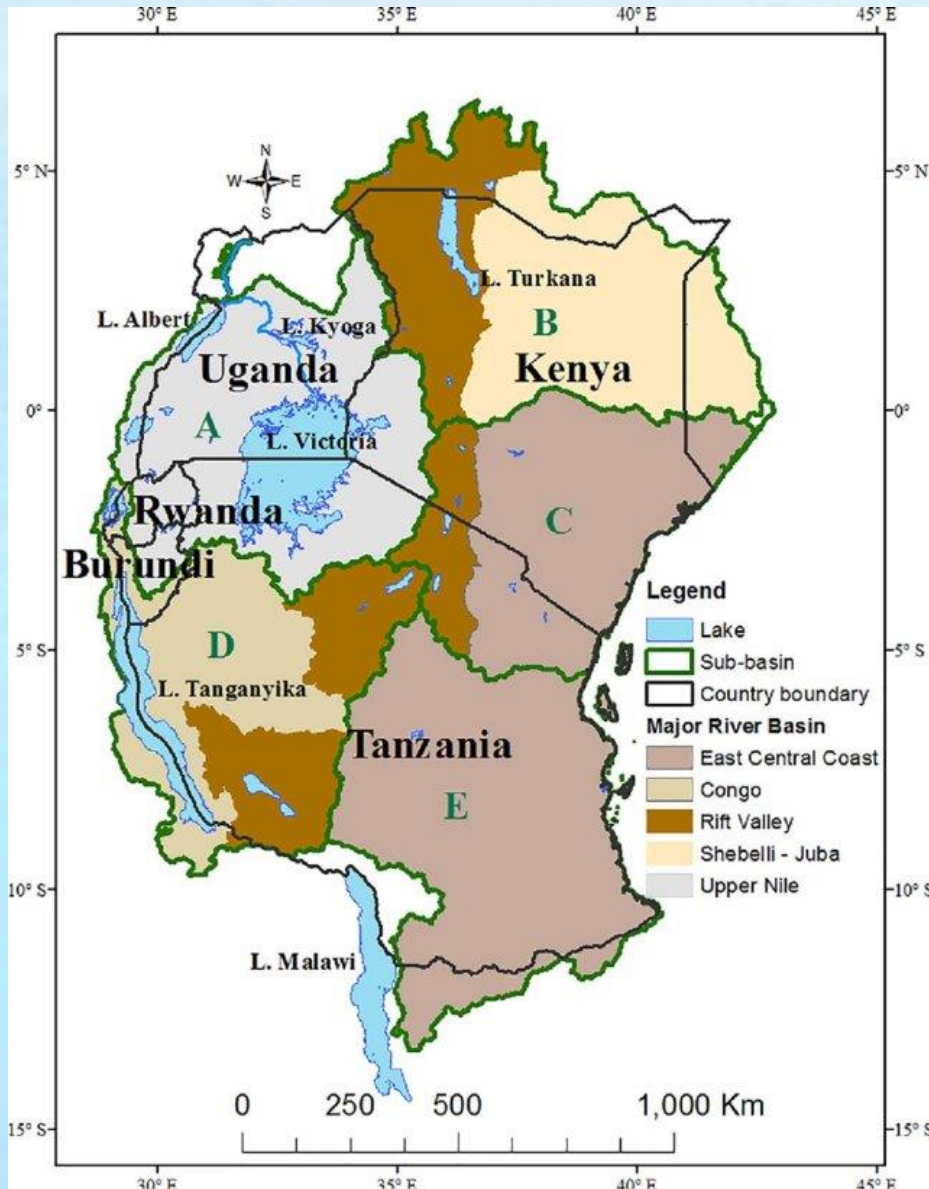 30° E 35° E 40° E 45° E
N
W E
S
5° N 5° N
L. Turkana
L. Albert
L. Kyoga
B
Uganda
Kenya
0° 0°
A
L. Victoria
Rwanda
C
Burundi
Legend
Lake
Sub-basin
Country boundary
Major River Basin
East Central Coast
Congo
Rift Valley
Shebelli - Juba
Upper Nile
5° S 5° S
D
L. Tanganyika
Tanzania
E
10° S 10° S
L. Malawi
0 250 500 1,000 Km
15° S 15° S
30° E 35° E 40° E 45° E